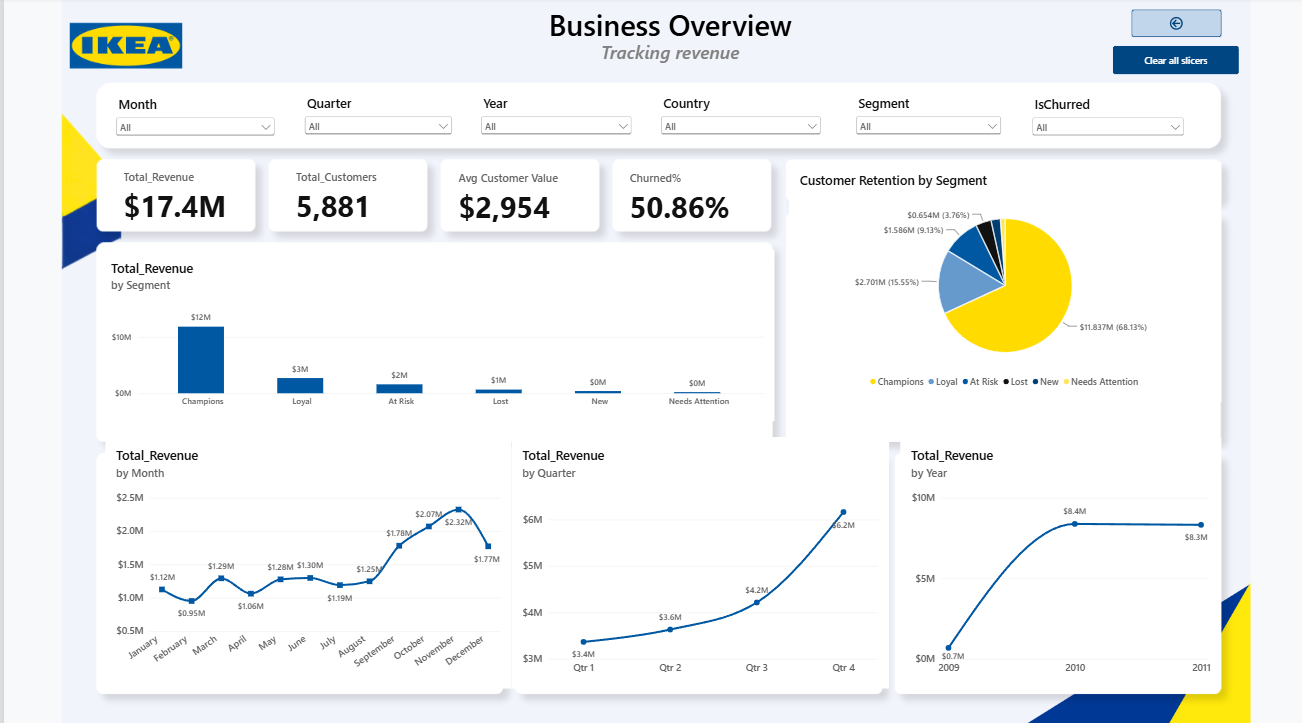 IKEA
Business Overview
Tracking revenue
Clear all slicers
Month
All
Quarter
All
Year
All
Country
All
Segment
All
IsChurred
All
Total_Revenue
$17.4M
Total_Customers
5,881
Avg Customer Value
$2,954
Churned%
50.86%
Customer Retention by Segment
$0.654M (3.76%)
$1.586M (9.13%)
$2.701M (15.55%)
$11.837M (68.13%)
Champions Loyal At Risk Lost New Needs Attention
Total_Revenue
by Segment
$10M
$0M
$12M
$3M
$2M
$1M
$0M
$0M
Champions
Loyal
At Risk
Lost
New
Needs Attention
Total_Revenue
by Month
$2.5M
$2.0M
$1.5M
$1.0M
$0.5M
$1.12M
$0.95M
$1.29M
$1.06M
$1.28M
$1.30M
$1.19M
$1.25M
$1.78M
$2.07M
$2.32M
$1.77M
January
February
March
April
May
June
July
August
September
October
November
December
Total_Revenue
by Quarter
$6M
$5M
$4M
$3M
$3.4M
$3.6M
$4.2M
$6.2M
Qtr 1
Qtr 2
Qtr 3
Qtr 4
Total_Revenue
by Year
$10M
$5M
$0M
$0.7M
$8.4M
$8.3M
2009
2010
2011